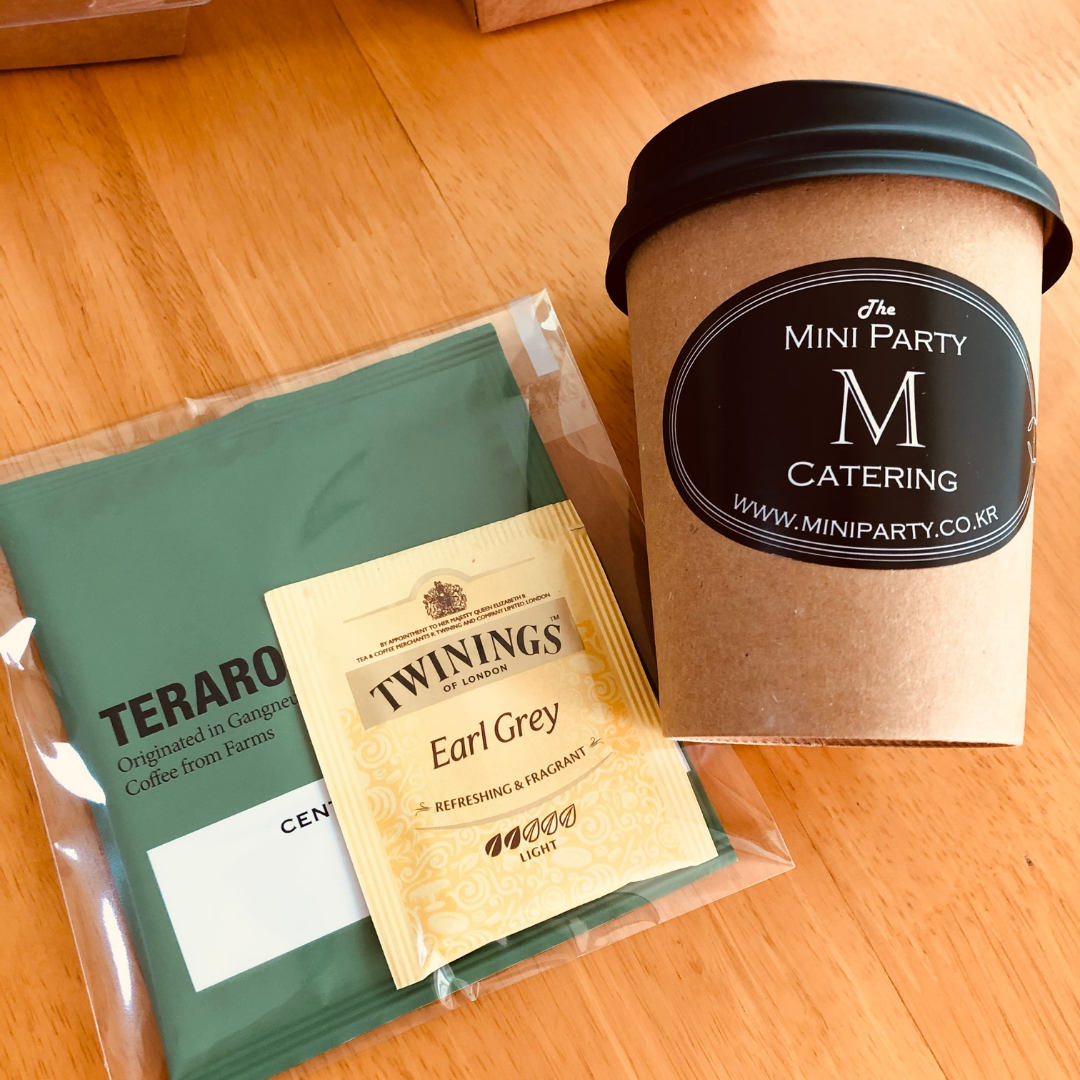 The
MINI PARTY
M
CATERING
WWW.MINIPARTY.CO.KR
TERARO
Originated in Gangneu
Coffee from Farms
CENT
BY APPOINTMENT TO HER MAJESTY QUEEN ELIZABETH II
TEA & COFFEE MERCHANTS R. TWINING AND COMPANY LIMITED LONDON
TWININGS™
OF LONDON
Earl Grey
REFRESHING & FRAGRANT
LIGHT